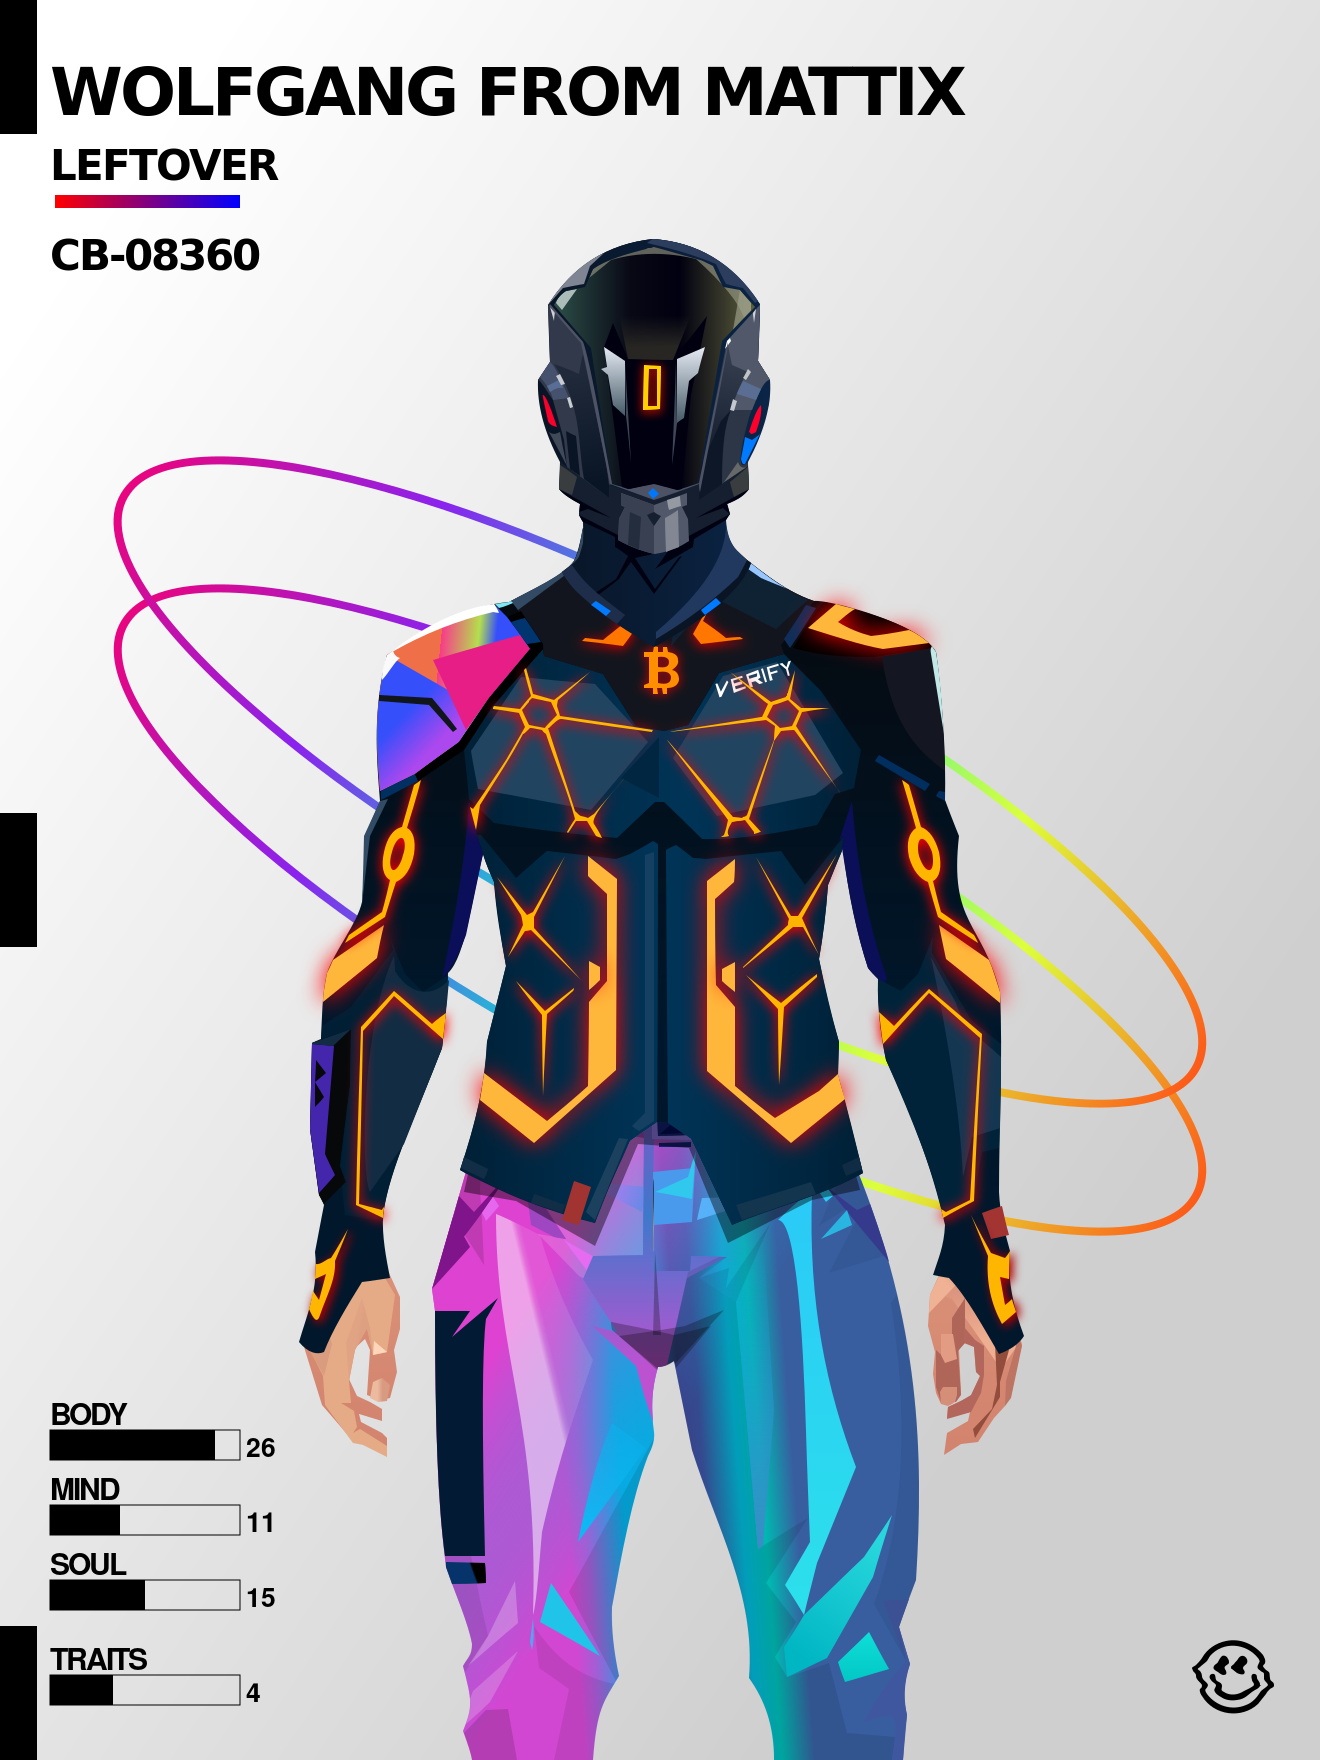 WOLFGANG FROM MATTIX
LEFTOVER
CB-08360
₿
VERIFY
BODY
26
MIND
11
SOUL
15
TRAITS
4